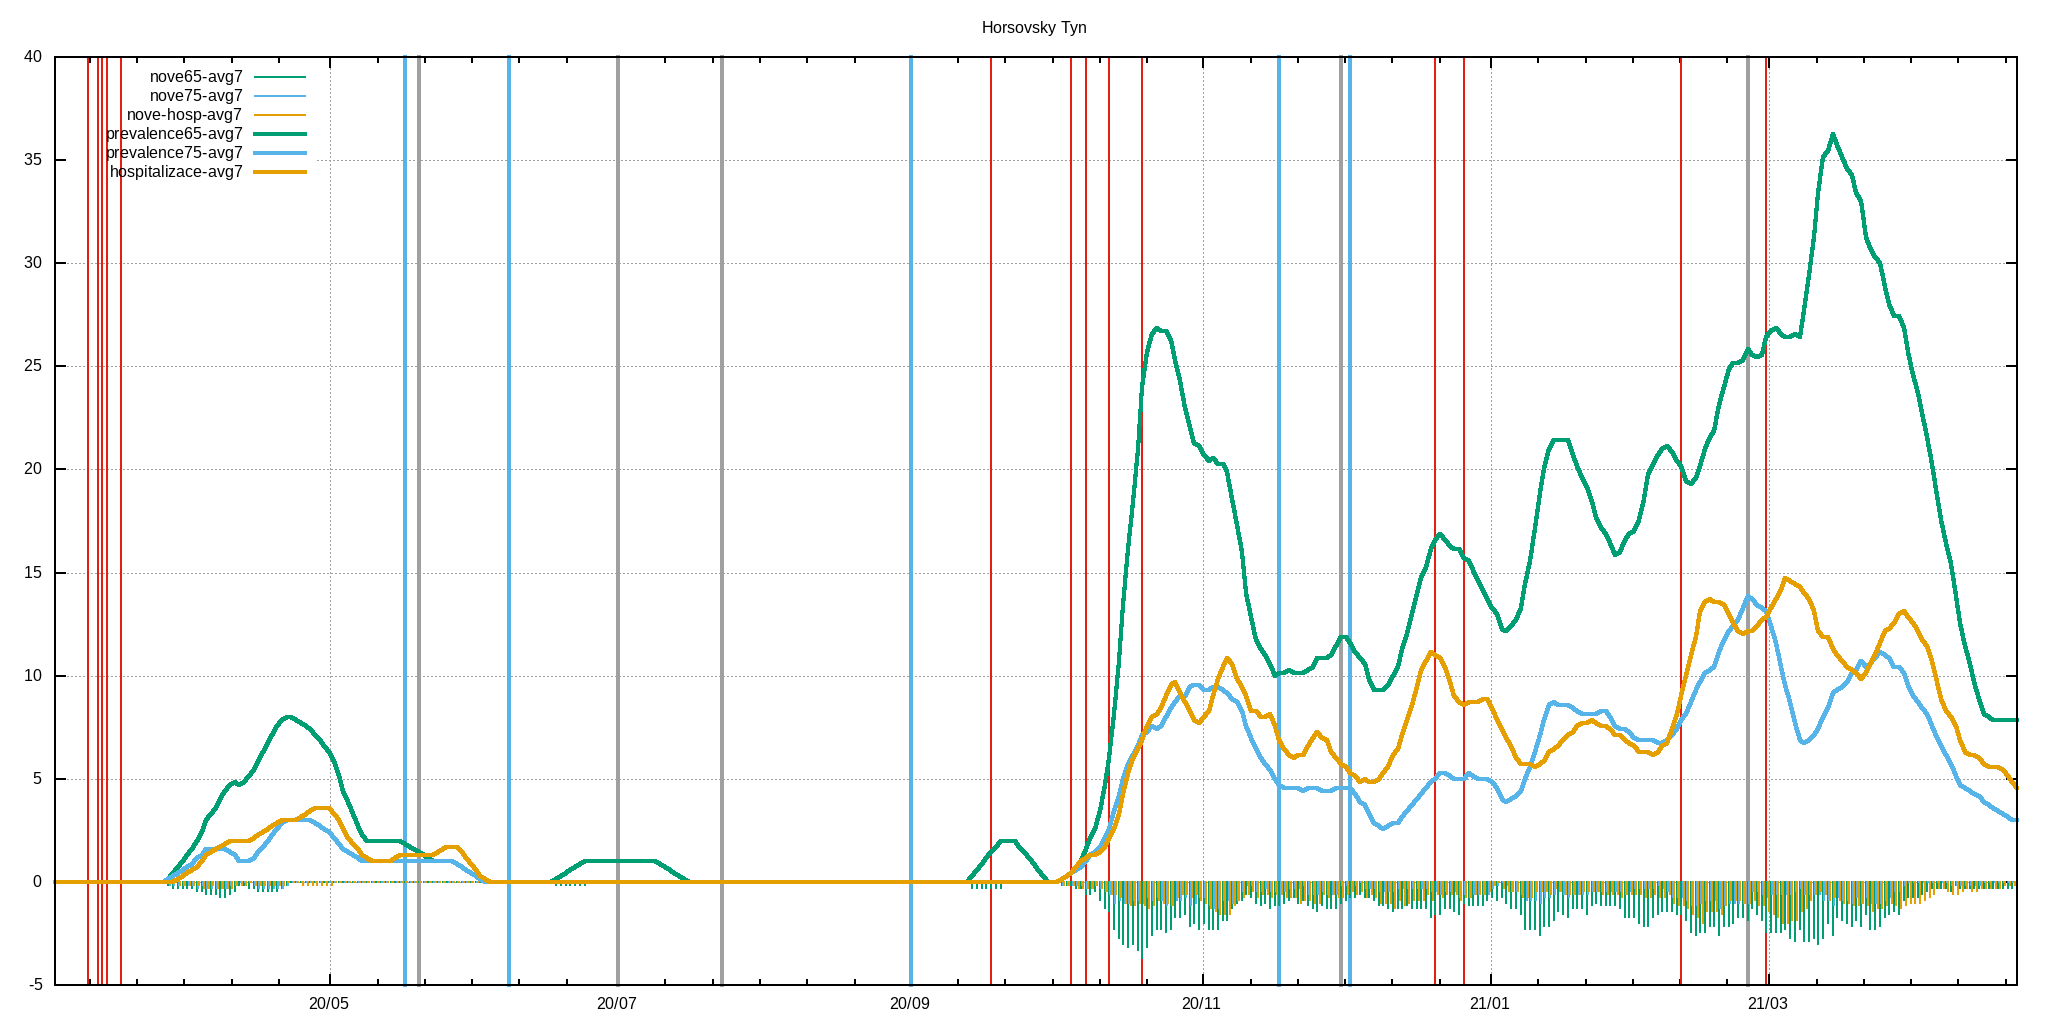 Horsovsky Tyn
40
35
30
25
20
15
10
5
0
-5
nove65-avg7
nove75-avg7
nove-hosp-avg7
prevalence65-avg7
prevalence75-avg7
hospitalizace-avg7
20/05 20/07 20/09 20/11 21/01 21/03